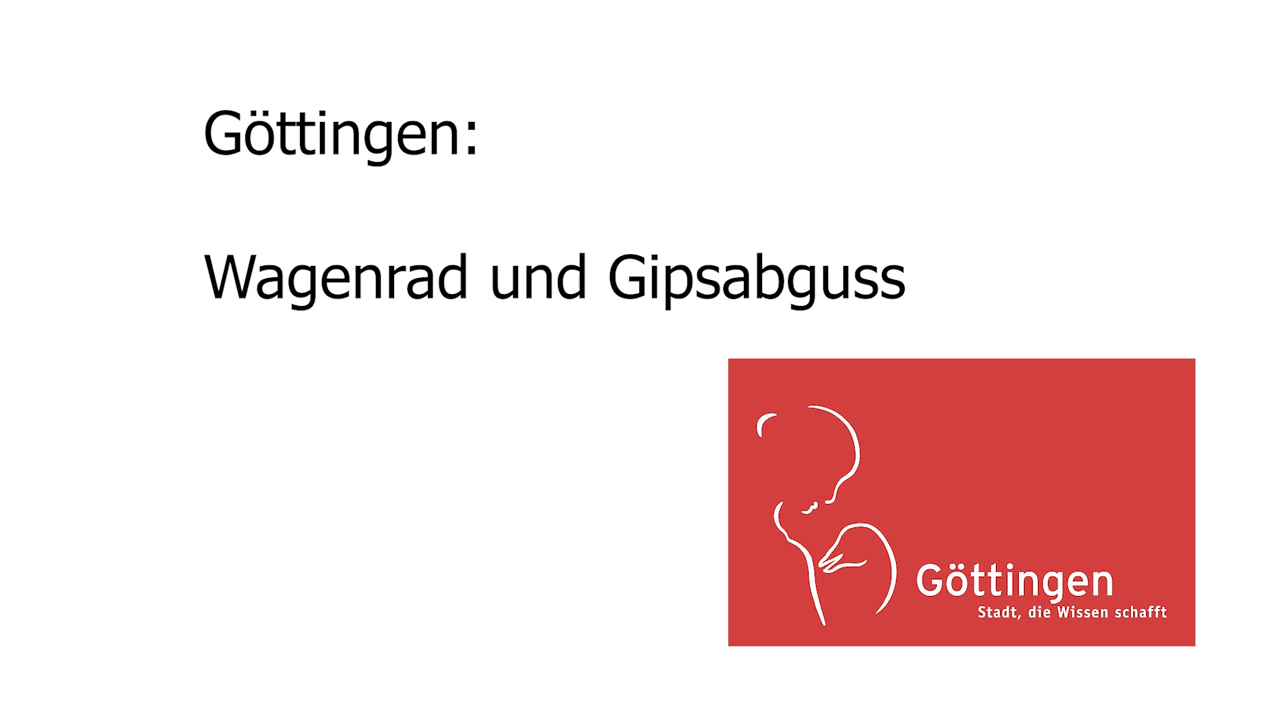 Göttingen:
Wagenrad und Gipsabguss
Göttingen
Stadt, die Wissen schafft